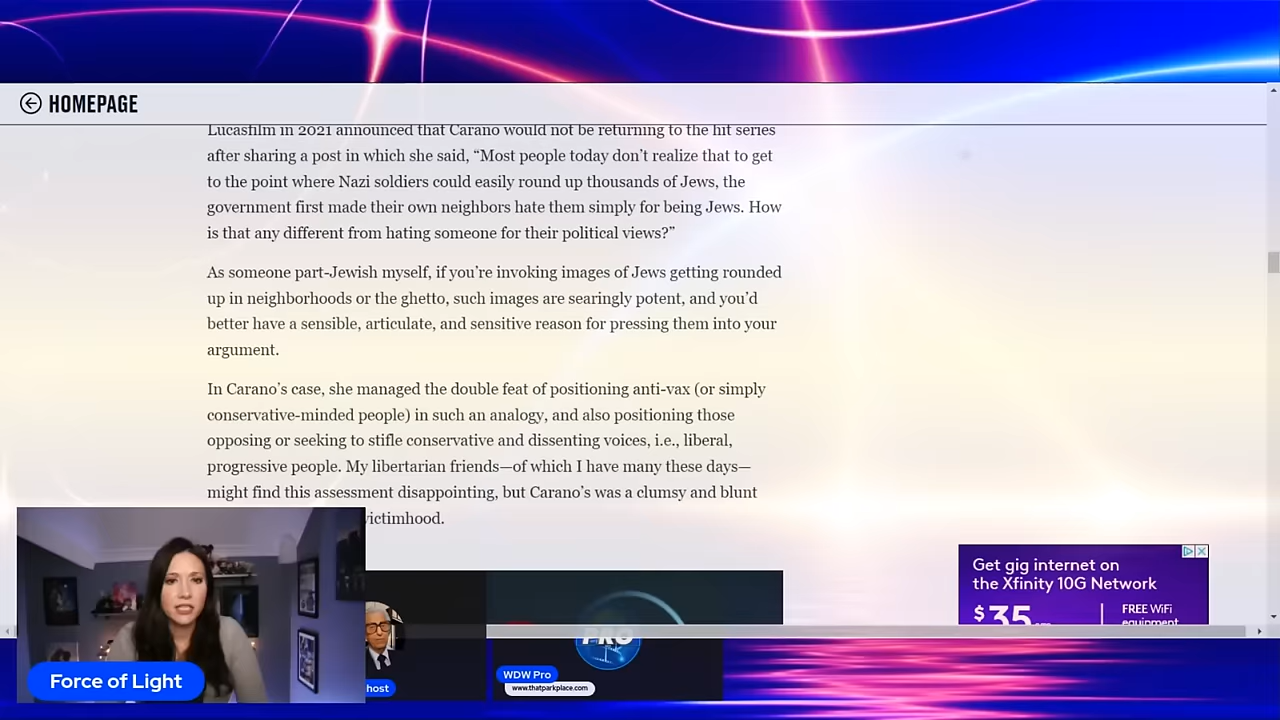 HOMEPAGE
Lucasfilm in 2021 announced that Carano would not be returning to the hit series
after sharing a post in which she said, “Most people today don’t realize that to get
to the point where Nazi soldiers could easily round up thousands of Jews, the
government first made their own neighbors hate them simply for being Jews. How
is that any different from hating someone for their political views?”
As someone part-Jewish myself, if you’re invoking images of Jews getting rounded
up in neighborhoods or the ghetto, such images are searingly potent, and you’d
better have a sensible, articulate, and sensitive reason for pressing them into your
argument.
In Carano’s case, she managed the double feat of positioning anti-vax (or simply
conservative-minded people) in such an analogy, and also positioning those
opposing or seeking to stifle conservative and dissenting voices, i.e., liberal,
progressive people. My libertarian friends—of which I have many these days—
might find this assessment disappointing, but Carano’s was a clumsy and blunt
victimhood.
Get gig internet on
the Xfinity 10G Network
$35
FREE WiFi
equipment
PRO
WDW Pro
www.thatparkplace.com
host
Force of Light